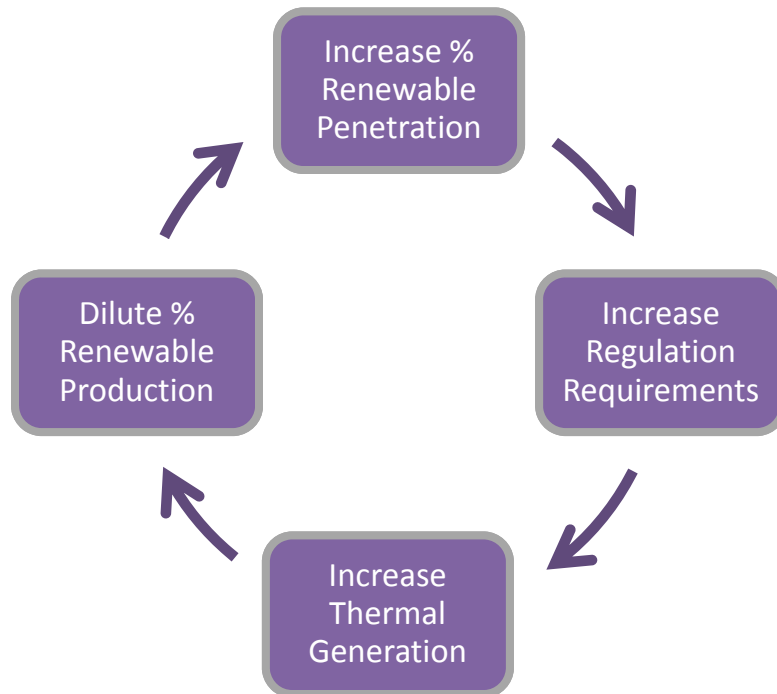 Increase %
Renewable
Penetration
Increase
Regulation
Requirements
Increase
Thermal
Generation
Dilute %
Renewable
Production